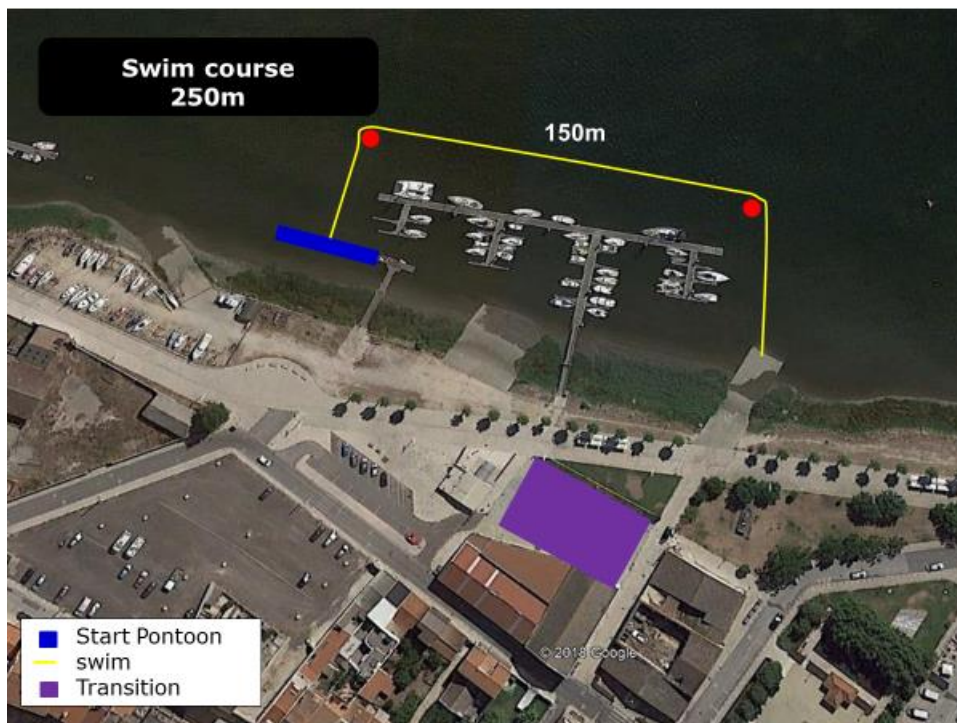 Swim course
250m
150m
© 2018 Google
Start Pontoon
swim
Transition